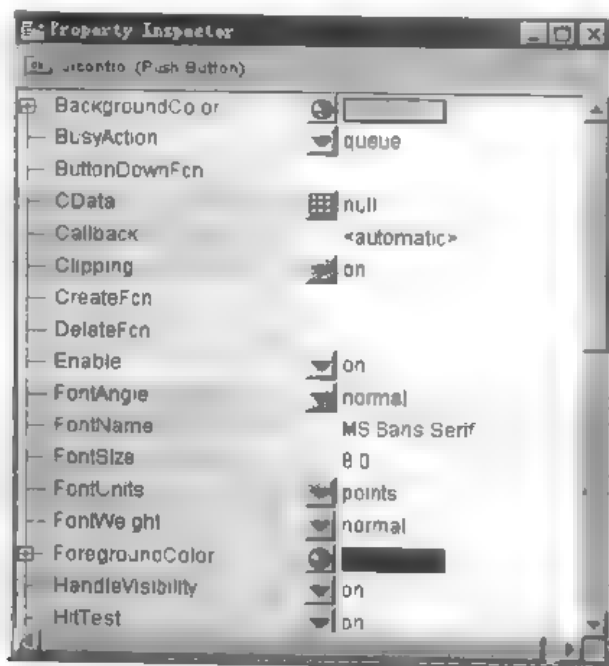 Property Inspector
(Push Button)
BackgroundColor
BusyAction queue
ButtonDownFcn
CData null
Callback <automatic>
Clipping on
CreateFcn
DeleteFcn
Enable on
FontAngle normal
FontName MS Sans Serif
FontSize 8.0
FontUnits points
FontWeight normal
ForegroundColor
HandleVisibility on
HitTest on